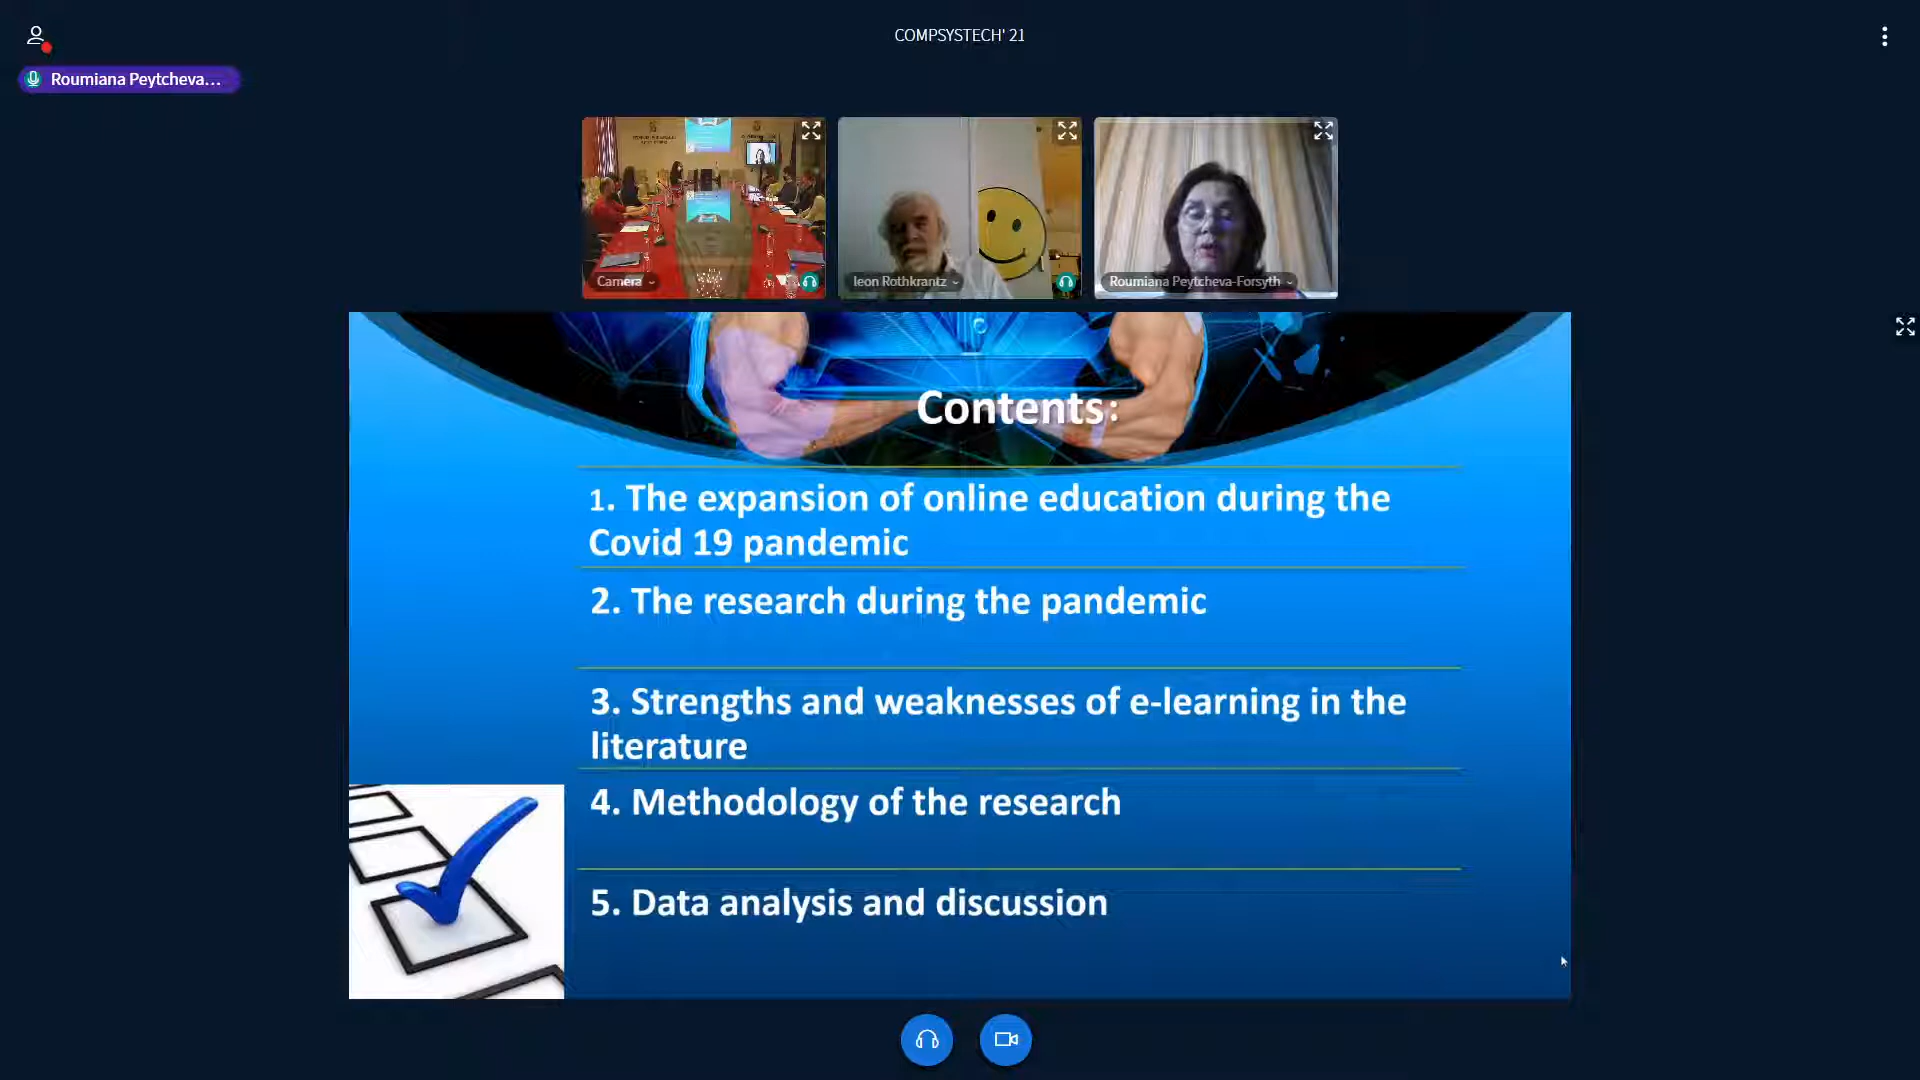 COMPSYSTECH' 21
Roumiana Peytcheva...
Camera
leon Rothkrantz
Roumiana Peytcheva-Forsyth
Contents:
1. The expansion of online education during the
Covid 19 pandemic
2. The research during the pandemic
3. Strengths and weaknesses of e-learning in the
literature
4. Methodology of the research
5. Data analysis and discussion